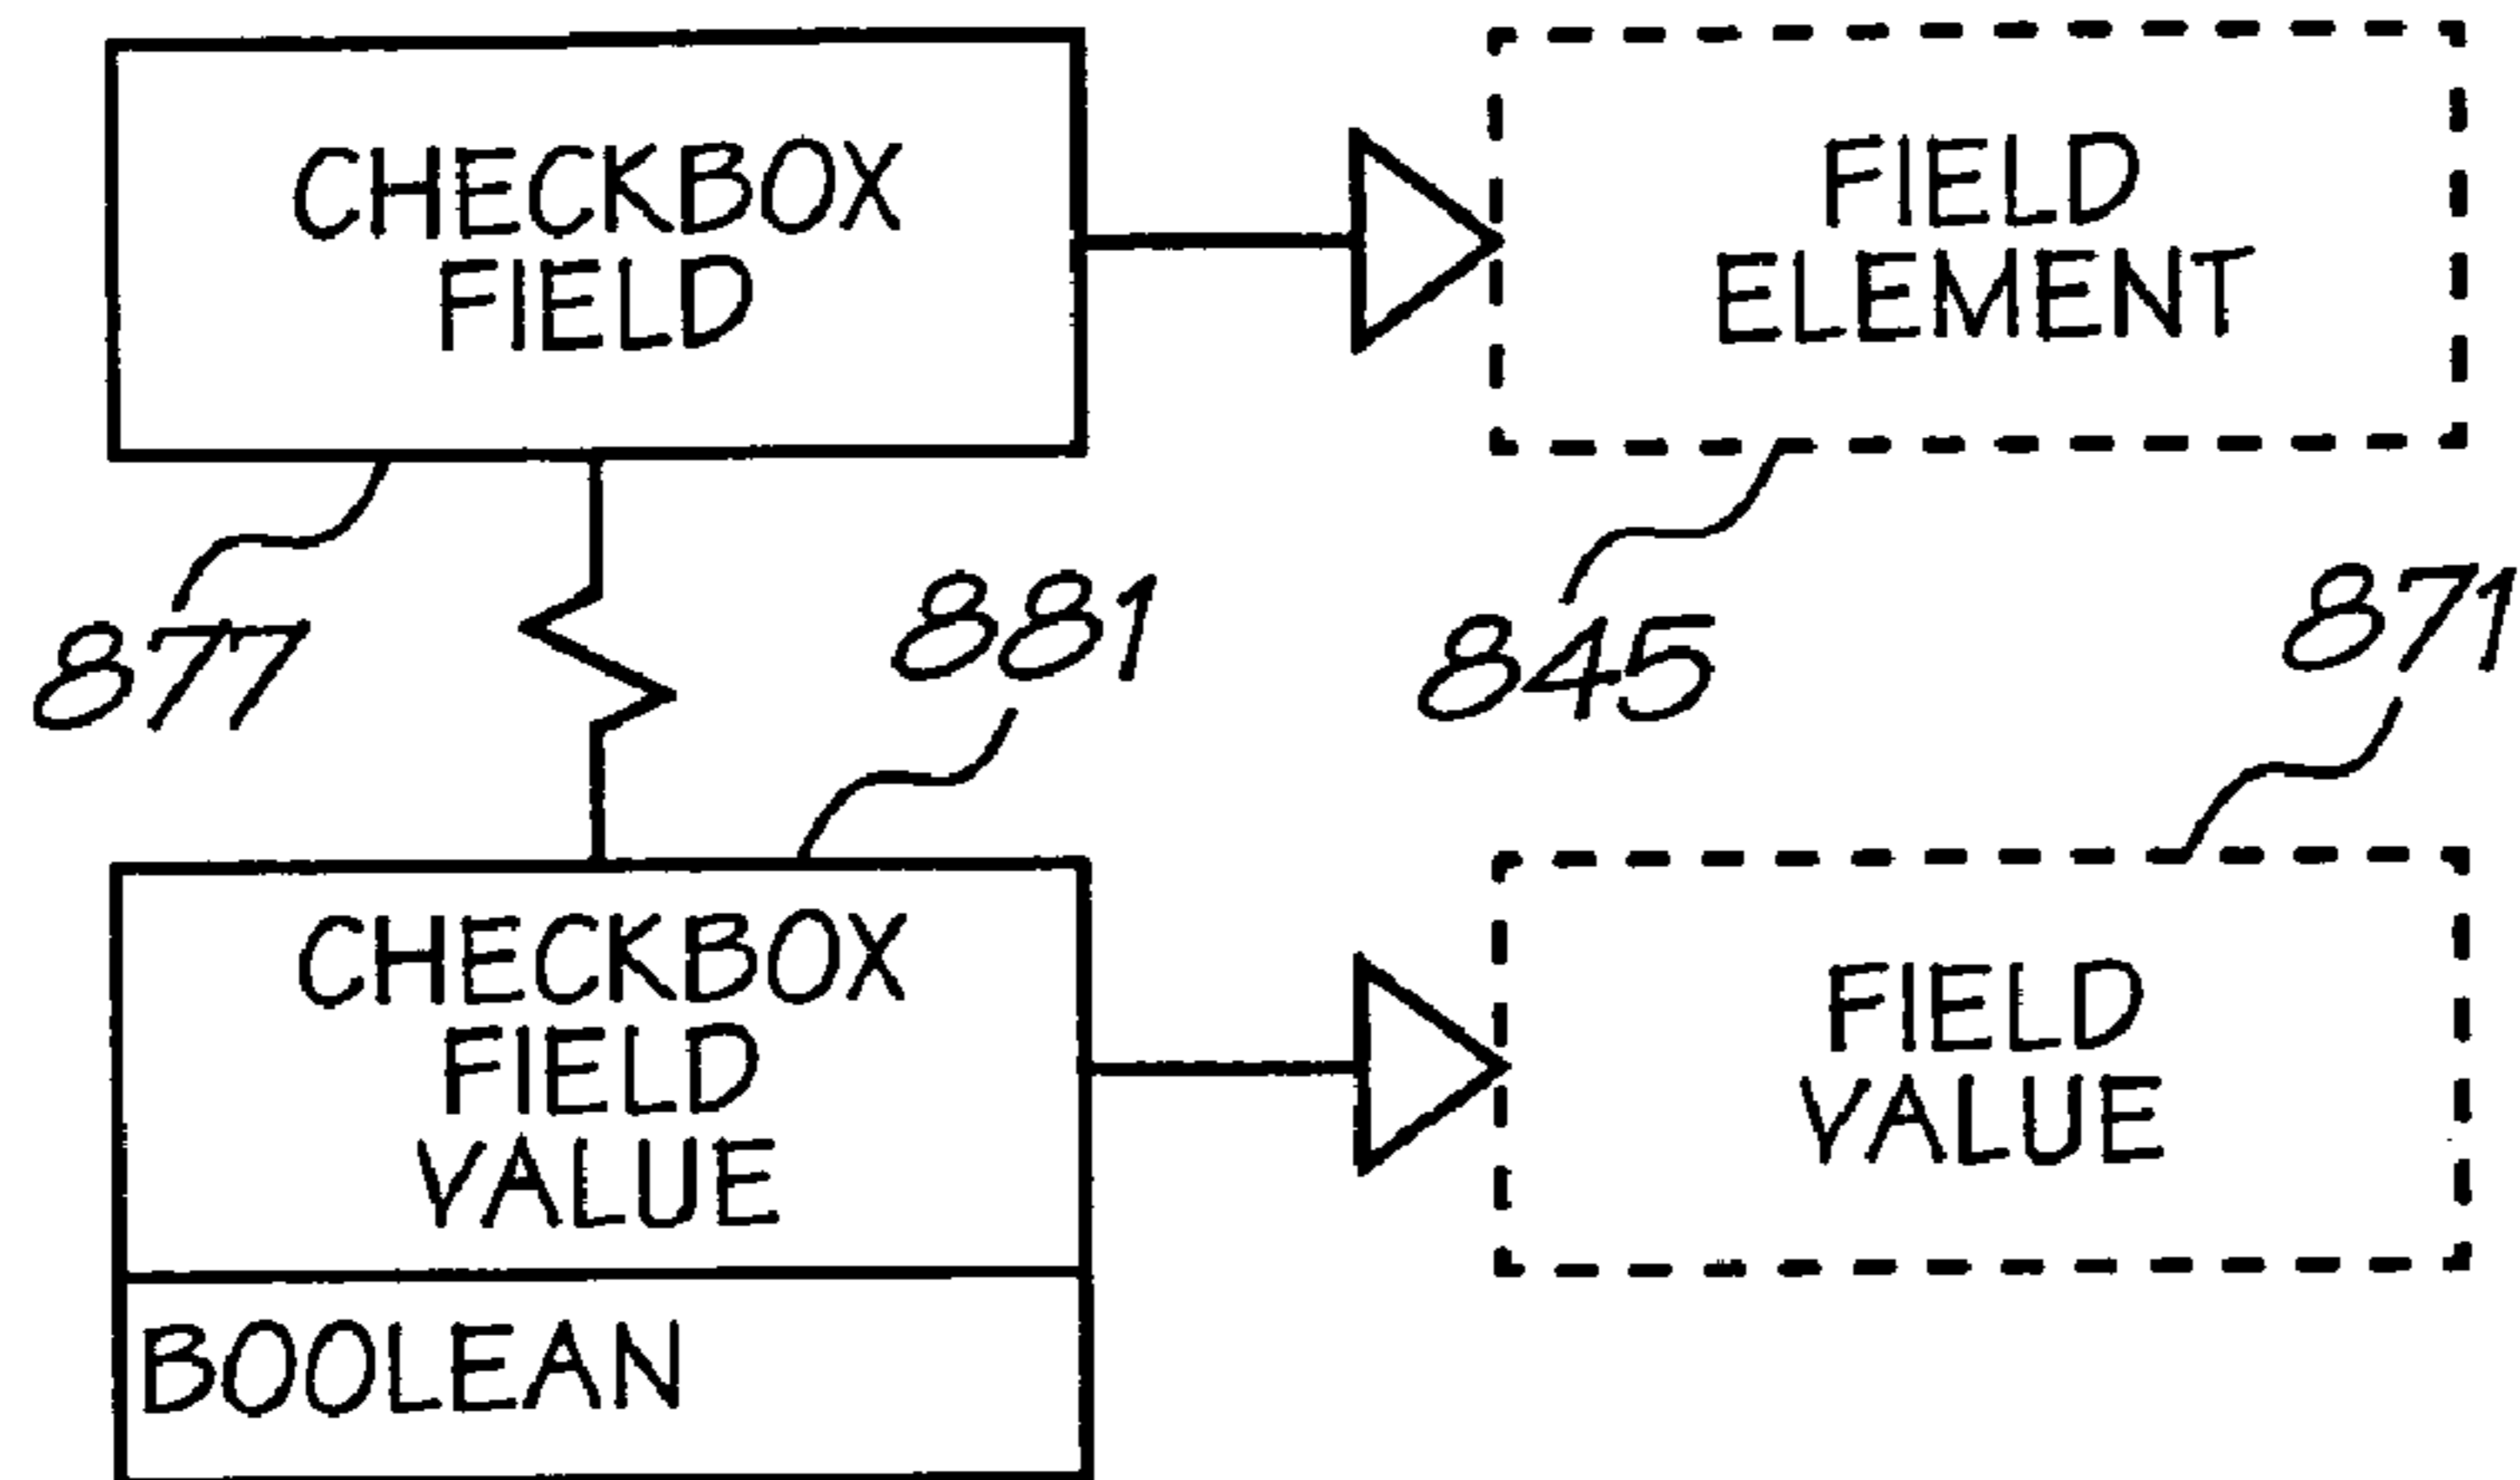 CHECKBOX
FIELD
FIELD
ELEMENT
877
881
845
871
CHECKBOX
FIELD
VALUE
BOOLEAN
FIELD
VALUE